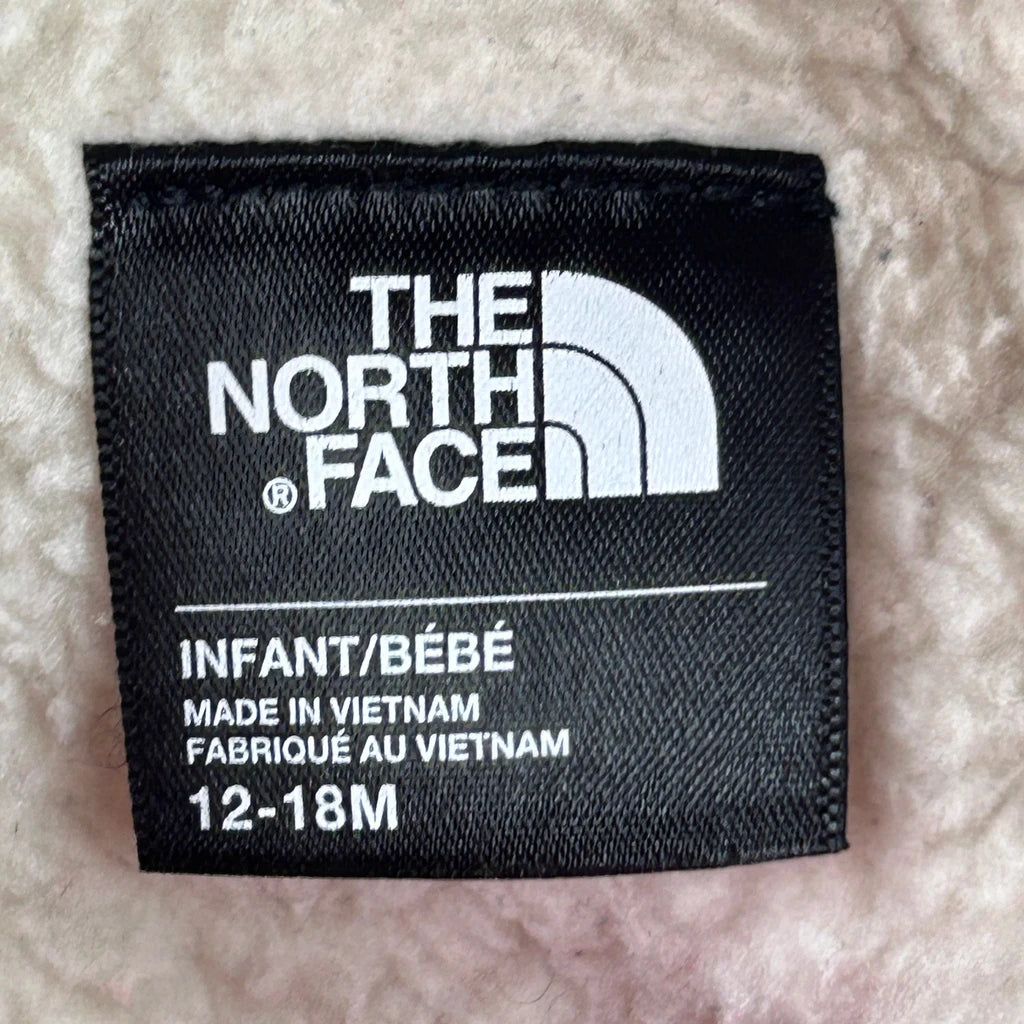 THE
NORTH
®FACE
INFANT/BÉBÉ
MADE IN VIETNAM
FABRIQUÉ AU VIETNAM
12-18M